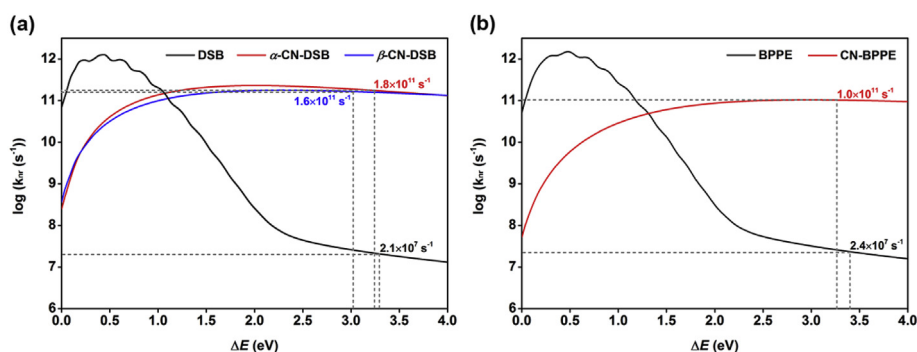 (a)
DSB α-CN-DSB β-CN-DSB
1.8×10¹¹ s⁻¹
1.6×10¹¹ s⁻¹
2.1×10⁷ s⁻¹
log (kₙᵣ (s⁻¹))
12
11
10
9
8
7
6
0.0 0.5 1.0 1.5 2.0 2.5 3.0 3.5 4.0
ΔE (eV)
(b)
BPPE CN-BPPE
1.0×10¹¹ s⁻¹
2.4×10⁷ s⁻¹
log (kₙᵣ (s⁻¹))
12
11
10
9
8
7
6
0.0 0.5 1.0 1.5 2.0 2.5 3.0 3.5 4.0
ΔE (eV)